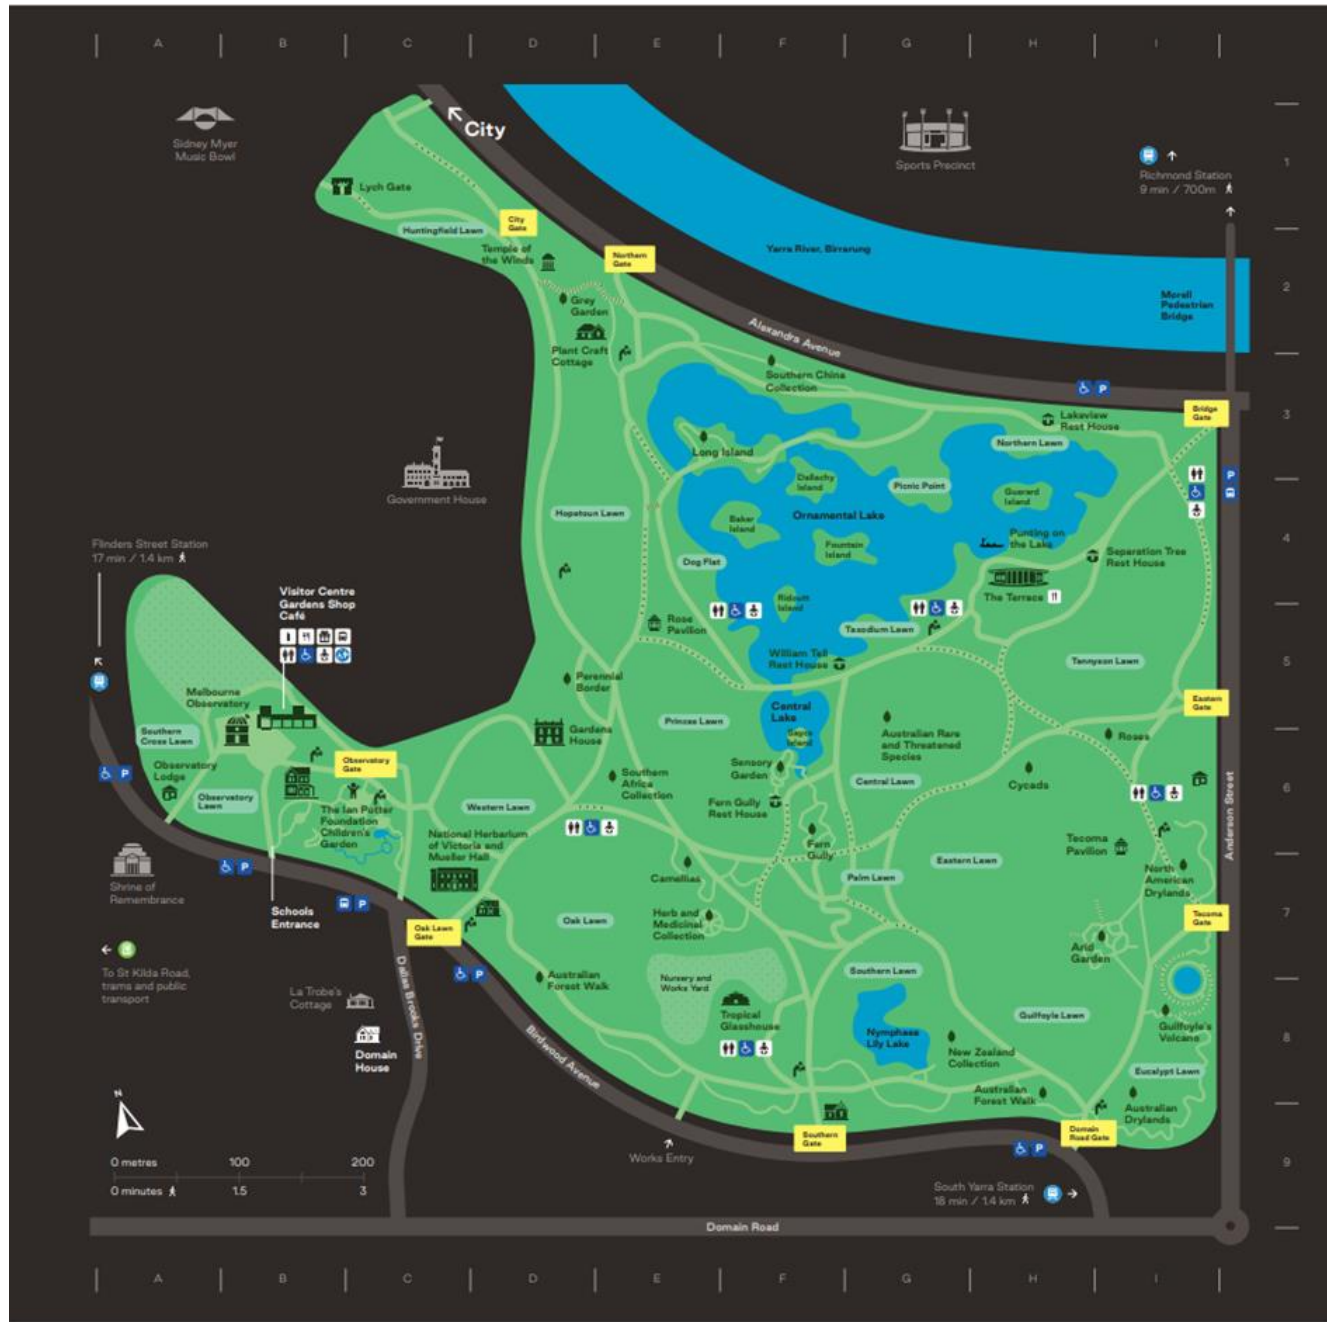 A B C D E F G H I
Sidney Myer
Music Bowl
City
Sports Precinct
1
Richmond Station
9 min / 700m
Lych Gate
Huntingfield Lawn
City
Gate
Temple of
the Winds
Northern
Gate
Yarra River, Birrarung
2
Morell
Pedestrian
Bridge
Grey
Garden
Plant Craft
Cottage
Alexandra Avenue
Southern China
Collection
P
3
Bridge
Gate
Lakeview
Rest House
Northern Lawn
Long Island
Government House
Dallachy
Island
Picnic Point
Guerard
Island
P
Hopetoun Lawn
Baker
Island
Ornamental Lake
Fountain
Island
Punting on
the Lake
4
Flinders Street Station
17 min / 1.4 km
Dog Flat
Separation Tree
Rest House
The Terrace
Visitor Centre
Gardens Shop
Café
Ridout
Island
Rose
Pavilion
Taxodium Lawn
William Tell
Rest House
Tennyson Lawn
5
Melbourne
Observatory
Perennial
Border
Central
Lake
Eastern
Gate
Southern
Cross Lawn
Gardens
House
Princes Lawn
Sayce
Island
Australian Rare
and Threatened
Species
Roses
P
Observatory
Lodge
Observatory
Gate
Southern
Africa
Collection
Sensory
Garden
Central Lawn
Cycads
6
Observatory
Lawn
The Ian Potter
Foundation
Children's
Garden
Western Lawn
Fern Gully
Rest House
National Herbarium
of Victoria and
Mueller Hall
Fern
Gully
Tecoma
Pavilion
Anderson Street
Eastern Lawn
P
Shrine of
Remembrance
Camellias
Palm Lawn
North
American
Drylands
P
Schools
Entrance
Oak Lawn
Gate
Oak Lawn
Herb and
Medicinal
Collection
7
Tecoma
Gate
Arid
Garden
To St Kilda Road,
trams and public
transport
P
Australian
Forest Walk
Nursery and
Works Yard
Southern Lawn
La Trobe's
Cottage
Dallas Brooks Drive
Tropical
Glasshouse
Guilfoyle Lawn
Guilfoyle's
Volcano
Domain
House
Birdwood Avenue
Nymphaea
Lily Lake
New Zealand
Collection
8
Eucalypt Lawn
Australian
Forest Walk
Australian
Drylands
N
Southern
Gate
Domain
Road Gate
Works Entry
P
0 metres 100 200
0 minutes 1.5 3
9
South Yarra Station
18 min / 1.4 km
Domain Road
A B C D E F G H I